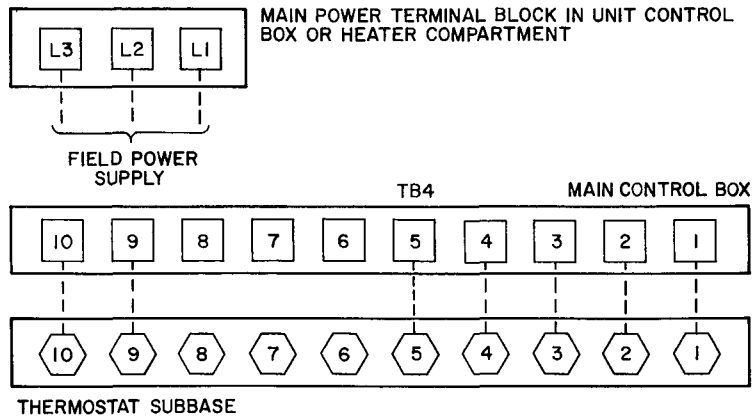 MAIN POWER TERMINAL BLOCK IN UNIT CONTROL
BOX OR HEATER COMPARTMENT
L3 L2 L1
FIELD POWER
SUPPLY
TB4 MAIN CONTROL BOX
10 9 8 7 6 5 4 3 2 1
10 9 8 7 6 5 4 3 2 1
THERMOSTAT SUBBASE